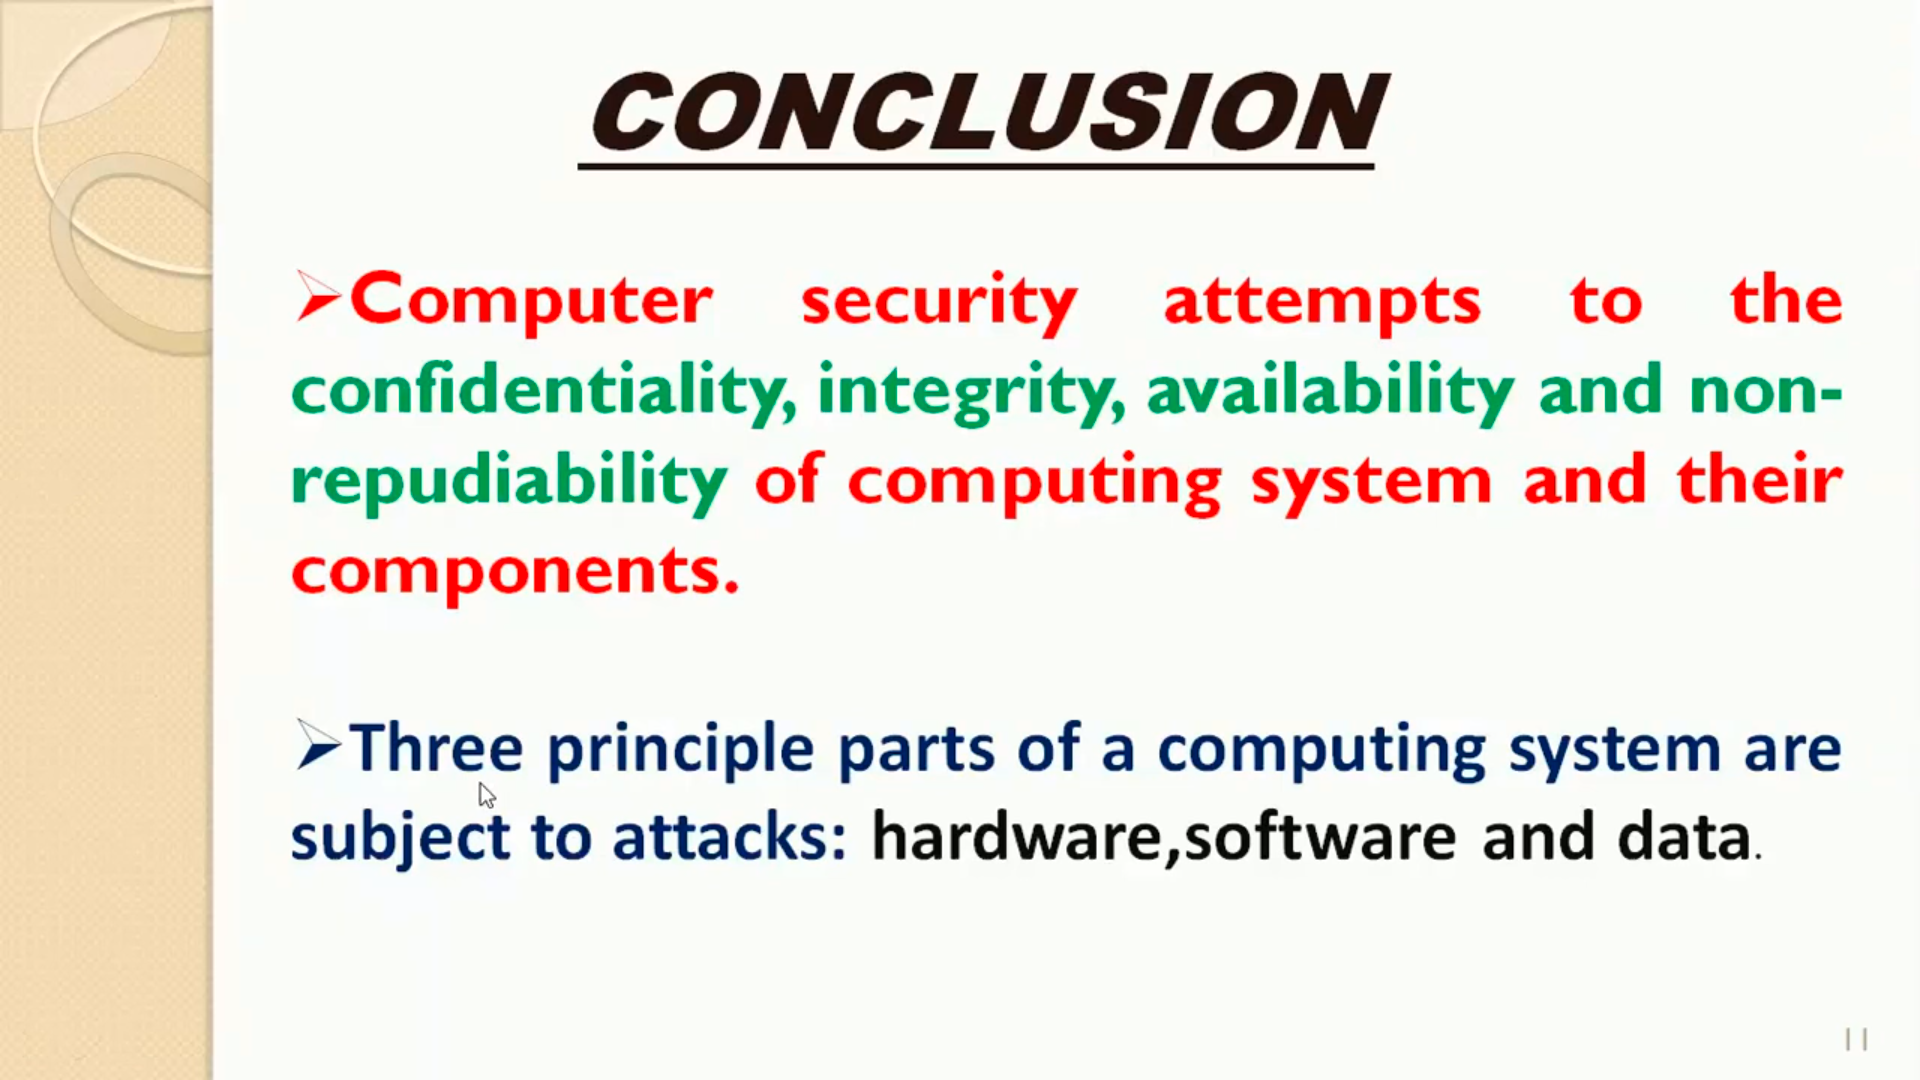 CONCLUSION
➢Computer security attempts to the
confidentiality, integrity, availability and non-
repudiability of computing system and their
components.
➢Three principle parts of a computing system are
subject to attacks: hardware,software and data.
11